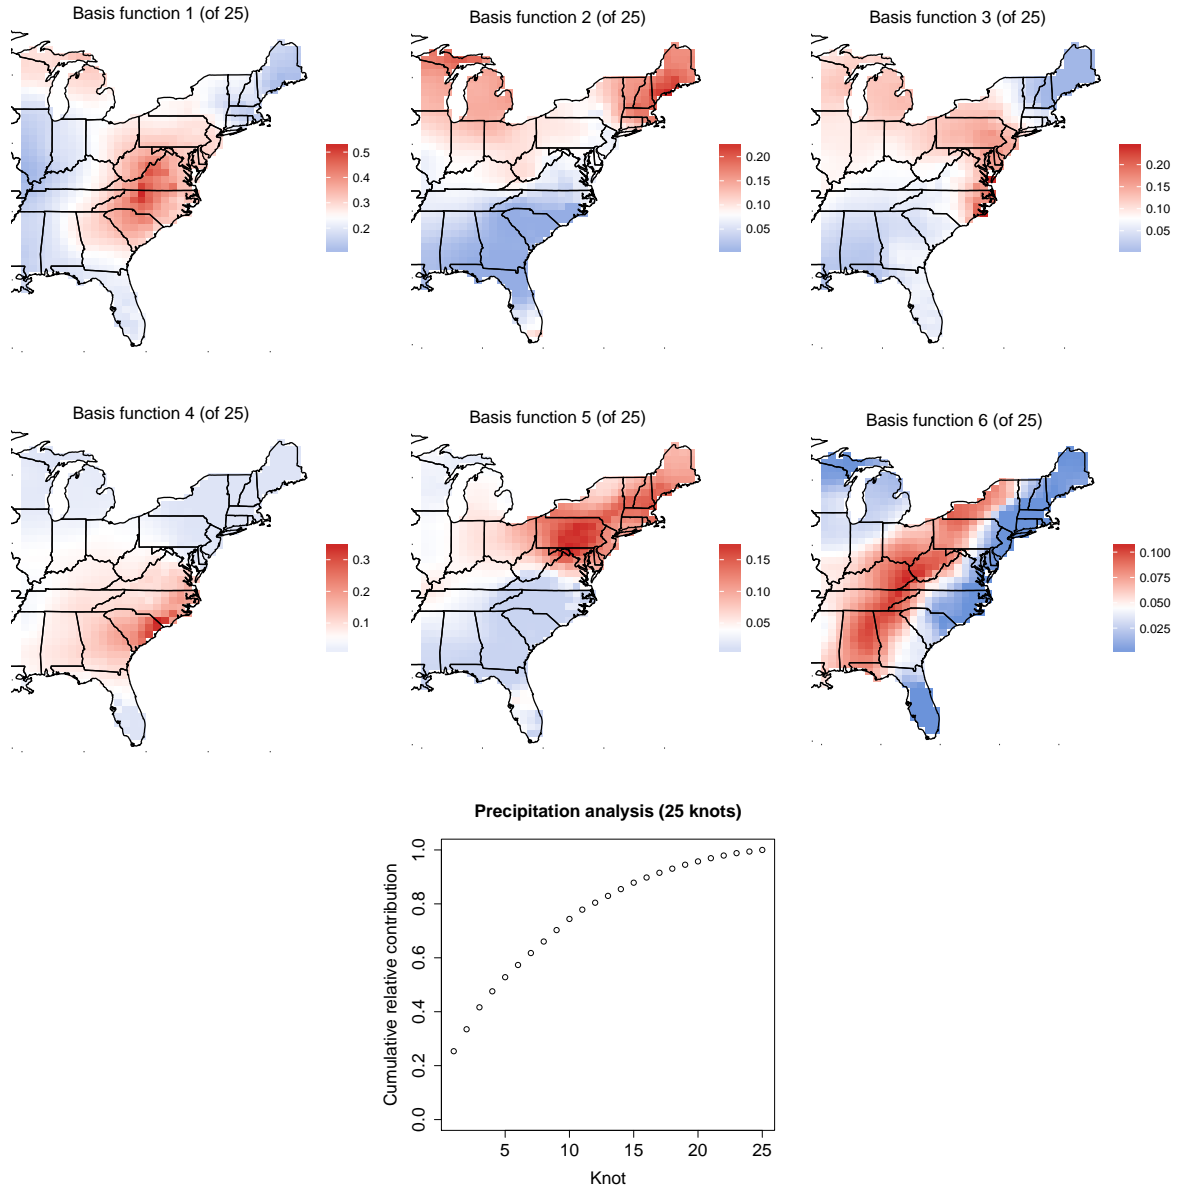 Basis function 1 (of 25)
Basis function 2 (of 25)
Basis function 3 (of 25)
0.5
0.4
0.3
0.2
0.20
0.15
0.10
0.05
0.20
0.15
0.10
0.05
Basis function 4 (of 25)
Basis function 5 (of 25)
Basis function 6 (of 25)
0.3
0.2
0.1
0.15
0.10
0.05
0.100
0.075
0.050
0.025
Precipitation analysis (25 knots)
Cumulative relative contribution
1.0
0.8
0.6
0.4
0.2
0.0
5 10 15 20 25
Knot